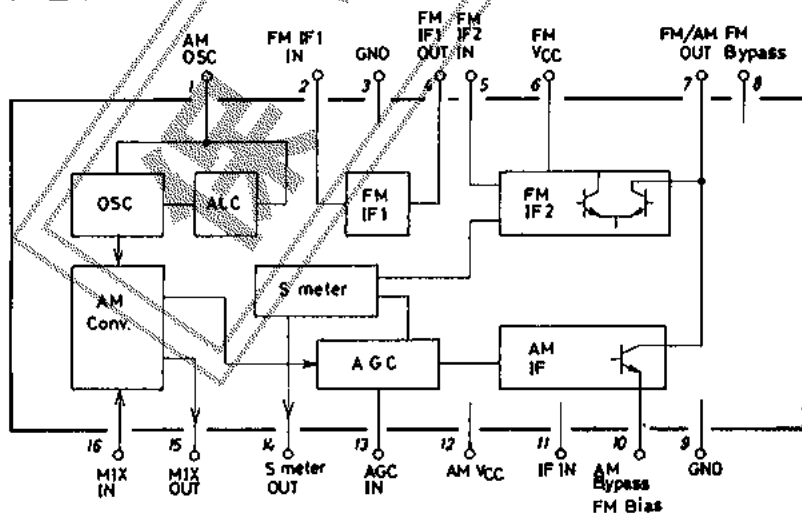 AM
OSC
FM IF1
IN
GND
FM
IF1
OUT
FM
IF2
IN
FM
VCC
FM/AM
OUT
FM
Bypass
1
2
3
4
5
6
7
8
OSC
ALC
FM
IF1
FM
IF2
AM
Conv.
S meter
AGC
AM
IF
16
15
14
13
12
11
10
9
MIX
IN
MIX
OUT
S meter
OUT
AGC
IN
AM VCC
IF IN
AM
Bypass
FM Bias
GND